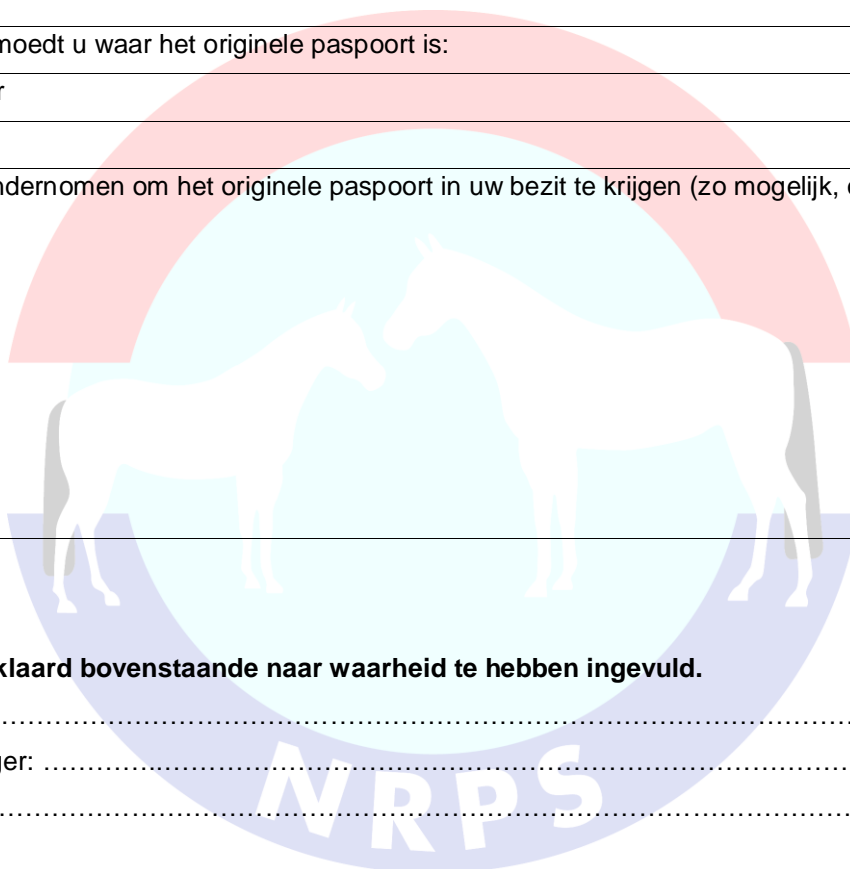 moedt u waar het originele paspoort is:
r
ndernomen om het originele paspoort in uw bezit te krijgen (zo mogelijk,
klaard bovenstaande naar waarheid te hebben ingevuld.
………………………………………………………………………………
ger: ………………………………………………………………………………
………………………………………………………………………………
NRPS